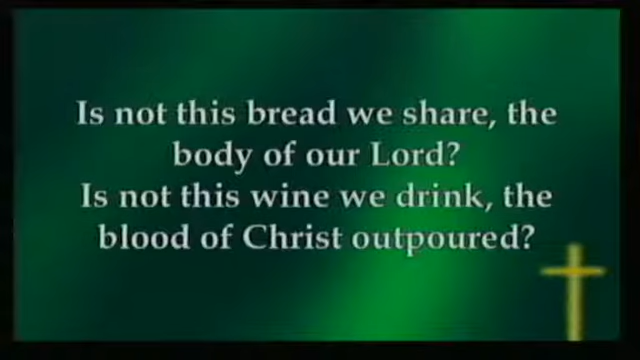 Is not this bread we share, the
body of our Lord?
Is not this wine we drink, the
blood of Christ outpoured?